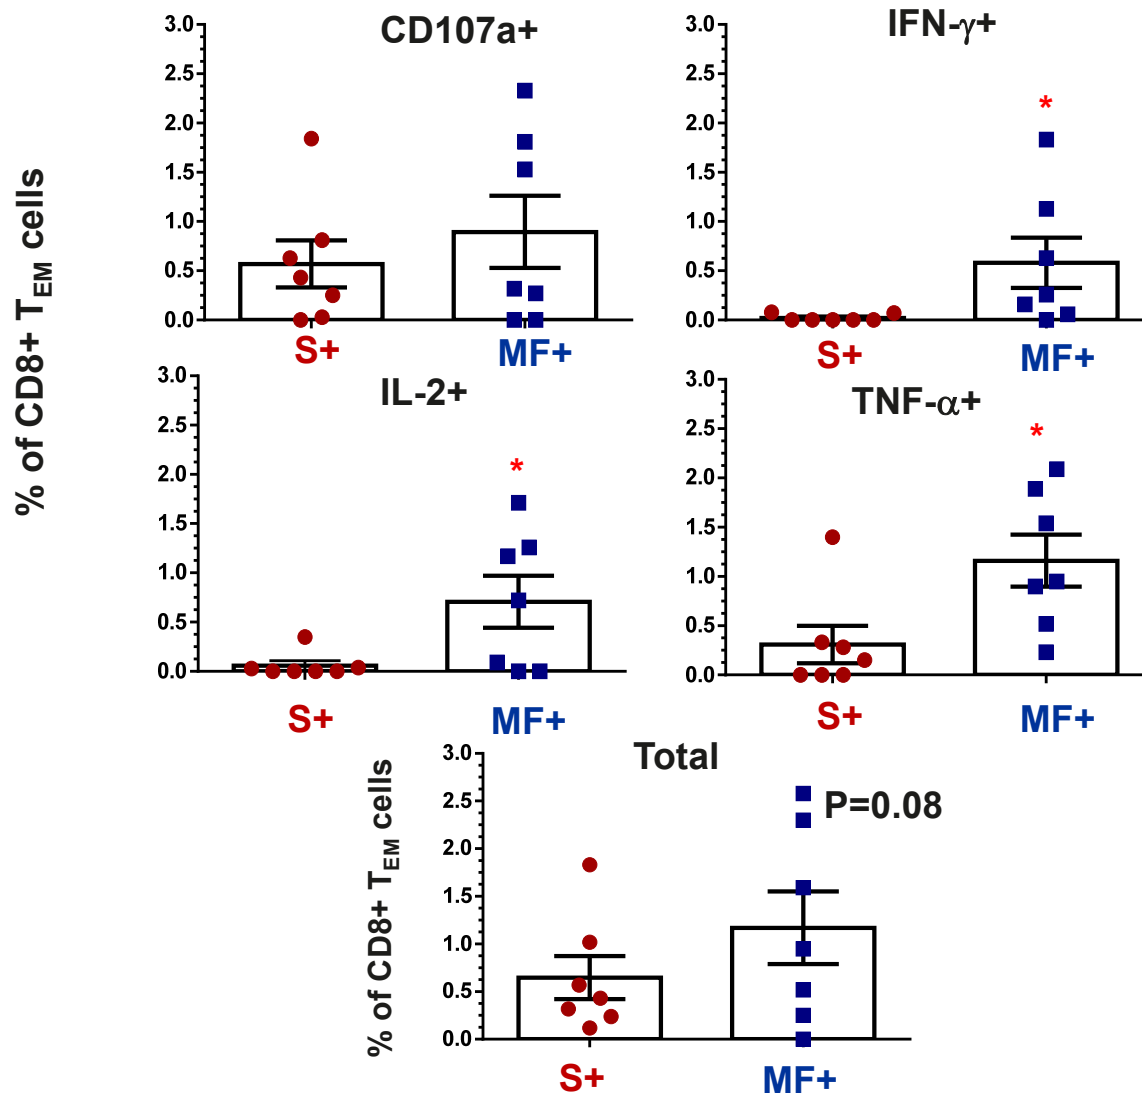 % of CD8+ TEM cells
CD107a+
3.0
2.5
2.0
1.5
1.0
0.5
0.0
S+
MF+
IFN-γ+
3.0
2.5
2.0
1.5
1.0
0.5
0.0
*
S+
MF+
IL-2+
3.0
2.5
2.0
1.5
1.0
0.5
0.0
*
S+
MF+
TNF-α+
3.0
2.5
2.0
1.5
1.0
0.5
0.0
*
S+
MF+
% of CD8+ TEM cells
Total
3.0
2.5
2.0
1.5
1.0
0.5
0.0
P=0.08
S+
MF+